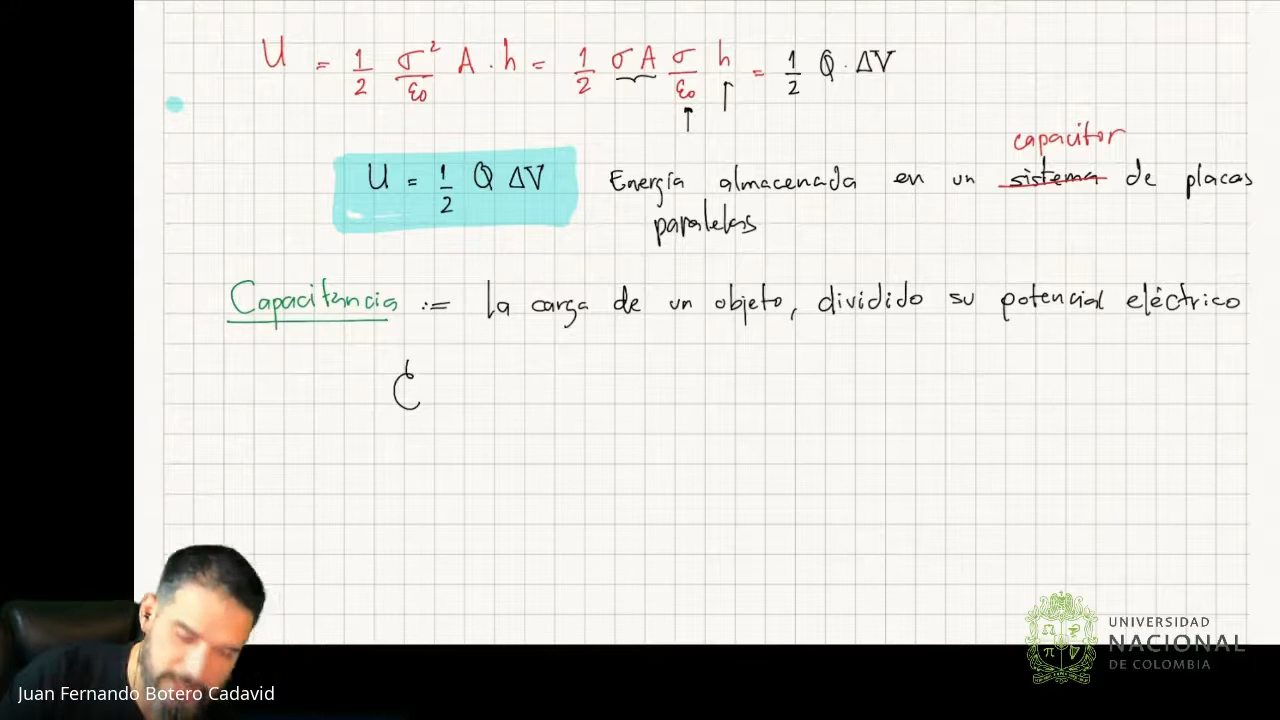 U = 1/2 σ²/ε₀ A · h = 1/2 σ A σ/ε₀ h = 1/2 Q · ΔV
capacitor
U = 1/2 Q ΔV Energía almacenada en un sistema de placas
paralelas
Capacitancia := la carga de un objeto, dividido su potencial eléctrico
C
UNIVERSIDAD
NACIONAL
DE COLOMBIA
Juan Fernando Botero Cadavid